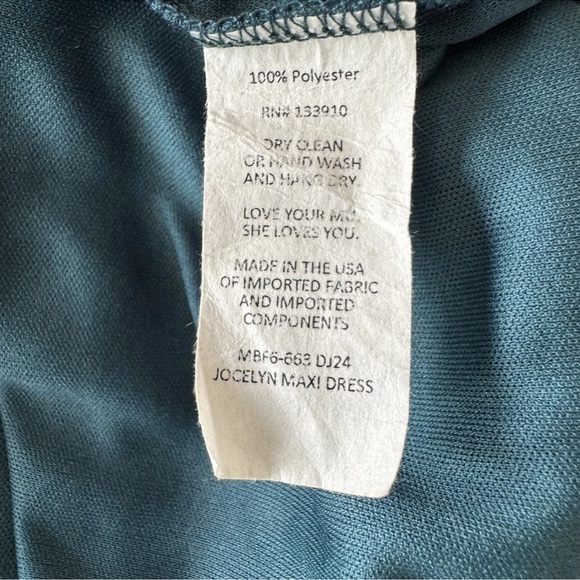 100% Polyester
RN# 133910
DRY CLEAN
OR HAND WASH
AND HANG DRY.
LOVE YOUR MU.
SHE LOVES YOU.
MADE IN THE USA
OF IMPORTED FABRIC
AND IMPORTED
COMPONENTS
MBF6-663 DJ24
JOCELYN MAXI DRESS